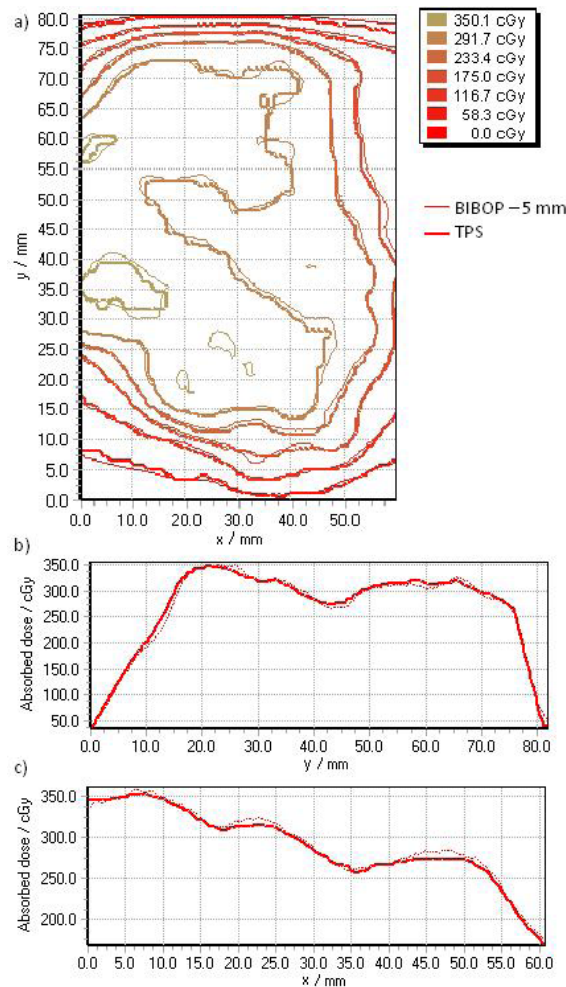 a)
80.0
75.0
70.0
65.0
60.0
55.0
50.0
45.0
40.0
35.0
30.0
25.0
20.0
15.0
10.0
5.0
0.0
y / mm
0.0 10.0 20.0 30.0 40.0 50.0
x / mm
350.1 cGy
291.7 cGy
233.4 cGy
175.0 cGy
116.7 cGy
58.3 cGy
0.0 cGy
BIBOP – 5 mm
TPS
b)
350.0
300.0
250.0
200.0
150.0
100.0
50.0
Absorbed dose / cGy
0.0 10.0 20.0 30.0 40.0 50.0 60.0 70.0 80.0
y / mm
c)
350.0
300.0
250.0
200.0
Absorbed dose / cGy
0.0 5.0 10.0 15.0 20.0 25.0 30.0 35.0 40.0 45.0 50.0 55.0 60.0
x / mm